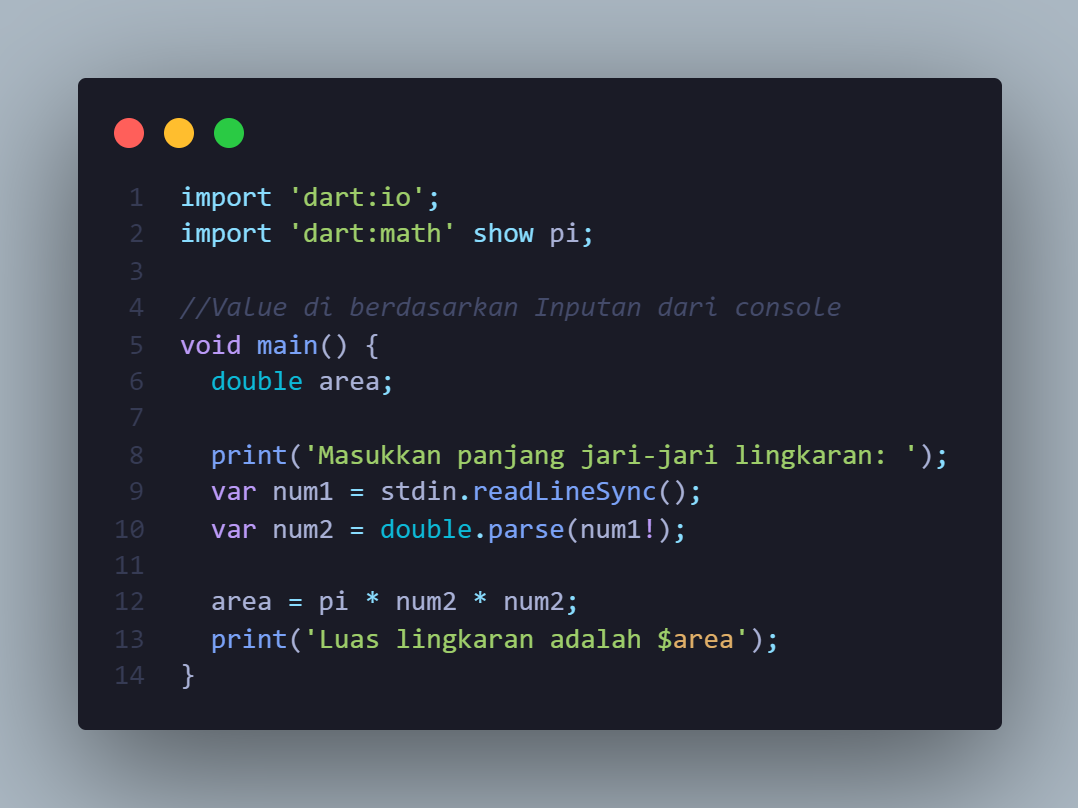 1 import 'dart:io';
2 import 'dart:math' show pi;
3
4 //Value di berdasarkan Inputan dari console
5 void main() {
6   double area;
7
8   print('Masukkan panjang jari-jari lingkaran: ');
9   var num1 = stdin.readLineSync();
10   var num2 = double.parse(num1!);
11
12   area = pi * num2 * num2;
13   print('Luas lingkaran adalah $area');
14 }